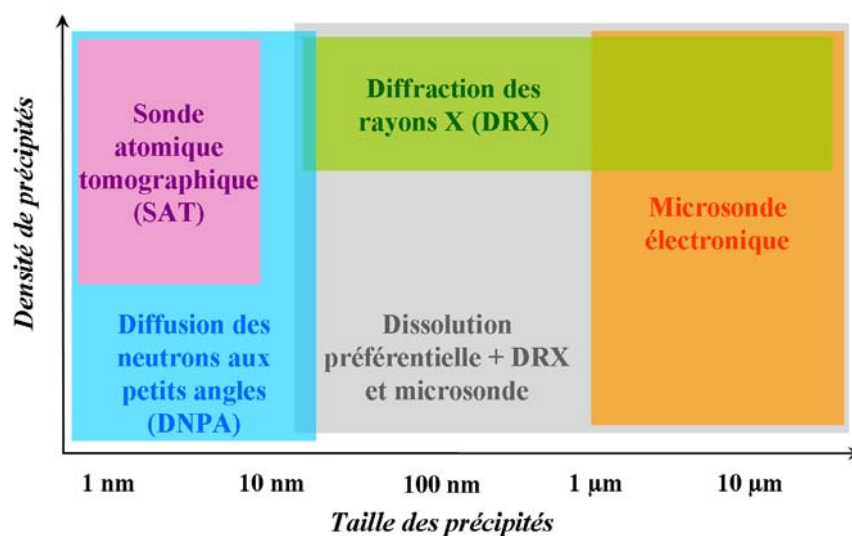 Densité de précipités
Sonde
atomique
tomographique
(SAT)
Diffraction des
rayons X (DRX)
Microsonde
électronique
Diffusion des
neutrons aux
petits angles
(DNPA)
Dissolution
préférentielle + DRX
et microsonde
1 nm 10 nm 100 nm 1 µm 10 µm
Taille des précipités